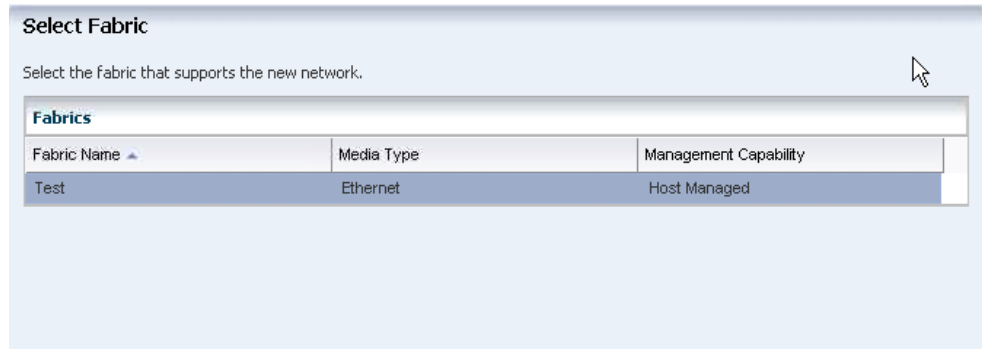 Select Fabric
Select the fabric that supports the new network.
Fabrics
Fabric Name Media Type Management Capability
Test Ethernet Host Managed